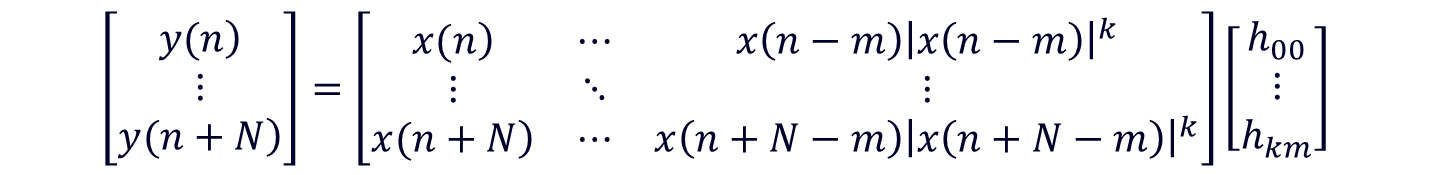 y(n) x(n) ⋯ x(n − m)|x(n − m)|^k h_00
⋮ = ⋮ ⋱ ⋮ ⋮
y(n + N) x(n + N) ⋯ x(n + N − m)|x(n + N − m)|^k h_km